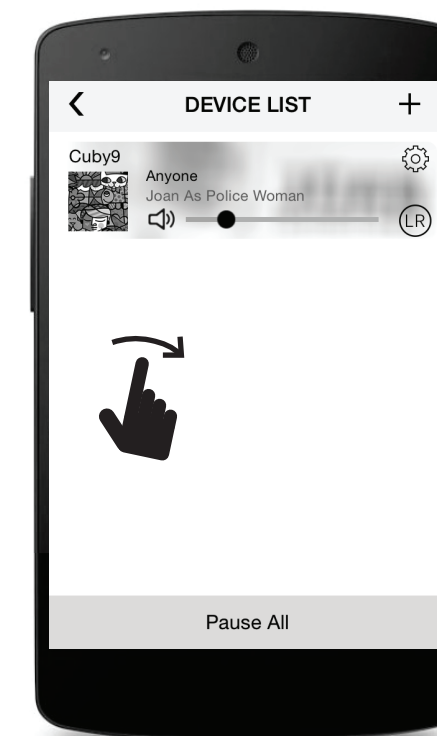 DEVICE LIST
Cuby9
Anyone
Joan As Police Woman
LR
Pause All